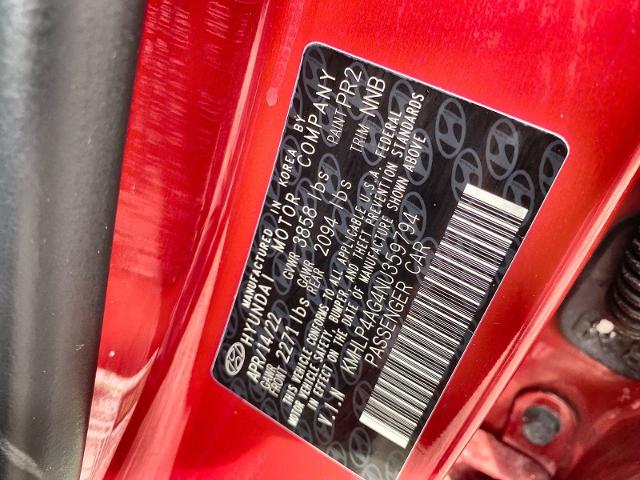 MANUFACTURED IN KOREA BY
HYUNDAI MOTOR COMPANY
APR/14/22 GVWR 3858 lbs PAINT PR2
GAWR FRONT 2271 lbs GAWR REAR 2094 lbs TRIM NNB
THIS VEHICLE CONFORMS TO ALL APPLICABLE U.S.A. FEDERAL
MOTOR VEHICLE SAFETY, BUMPER AND THEFT PREVENTION STANDARDS
IN EFFECT ON THE DATE OF MANUFACTURE SHOWN ABOVE
V.I.N KMHLP4AG4NU359794
PASSENGER CAR